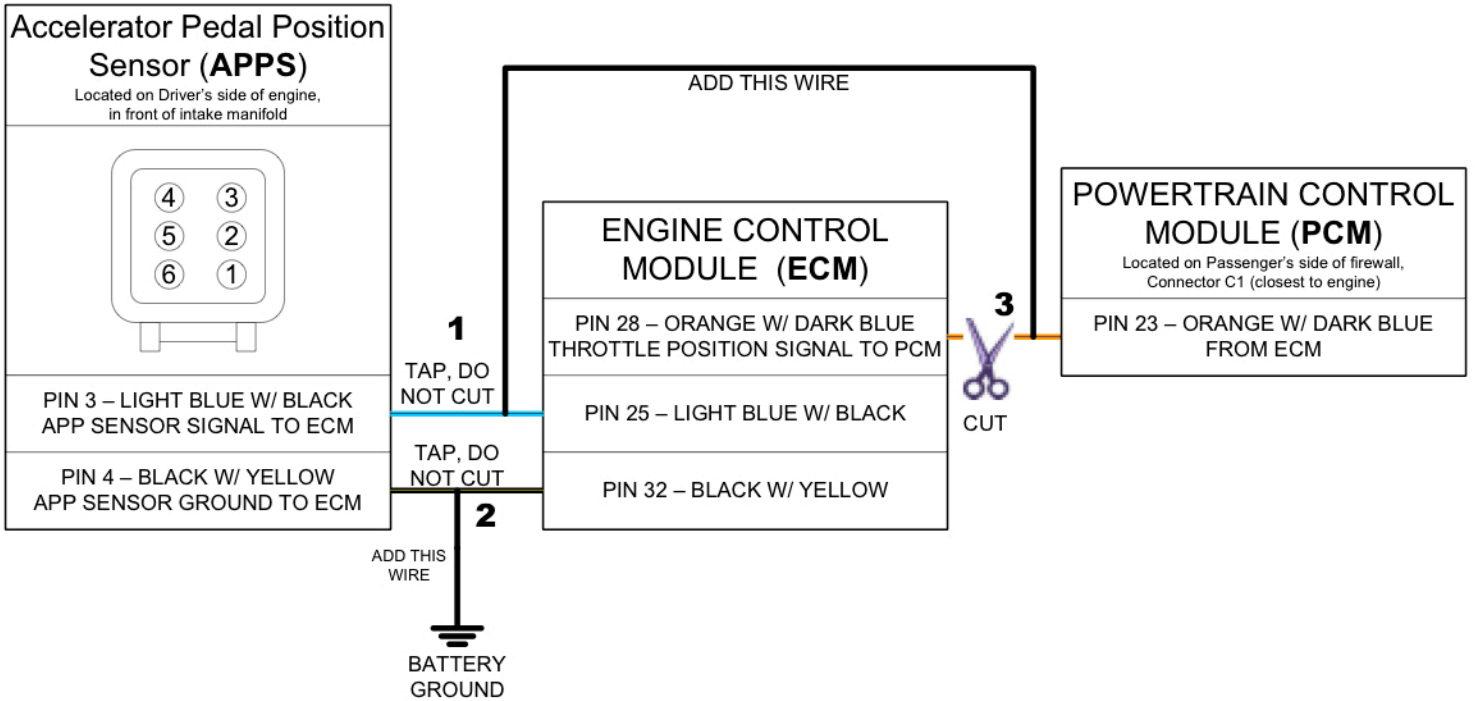 Accelerator Pedal Position
Sensor (APPS)
Located on Driver's side of engine,
in front of intake manifold
4 3
5 2
6 1
PIN 3 – LIGHT BLUE W/ BLACK
APP SENSOR SIGNAL TO ECM
PIN 4 – BLACK W/ YELLOW
APP SENSOR GROUND TO ECM
1
TAP, DO
NOT CUT
TAP, DO
NOT CUT
2
ADD THIS
WIRE
BATTERY
GROUND
ADD THIS WIRE
ENGINE CONTROL
MODULE (ECM)
PIN 28 – ORANGE W/ DARK BLUE
THROTTLE POSITION SIGNAL TO PCM
PIN 25 – LIGHT BLUE W/ BLACK
PIN 32 – BLACK W/ YELLOW
3
CUT
POWERTRAIN CONTROL
MODULE (PCM)
Located on Passenger's side of firewall,
Connector C1 (closest to engine)
PIN 23 – ORANGE W/ DARK BLUE
FROM ECM